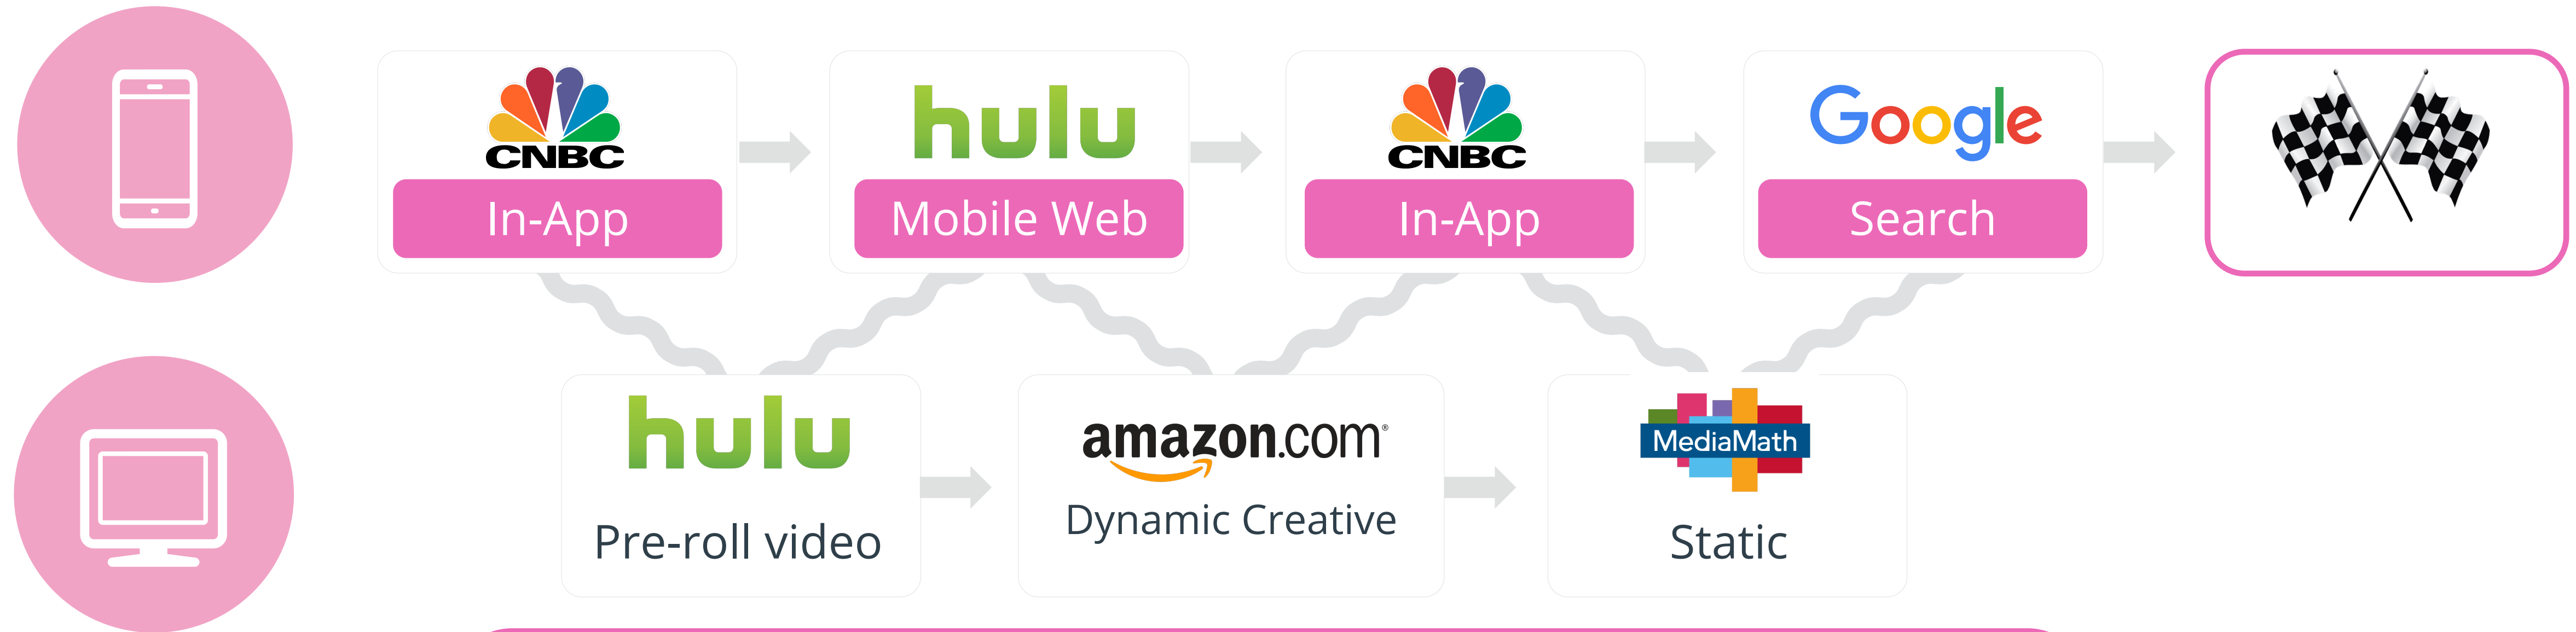 CNBC
In-App
hulu
Mobile Web
CNBC
In-App
Google
Search
hulu
Pre-roll video
amazon.com®
Dynamic Creative
MediaMath
Static